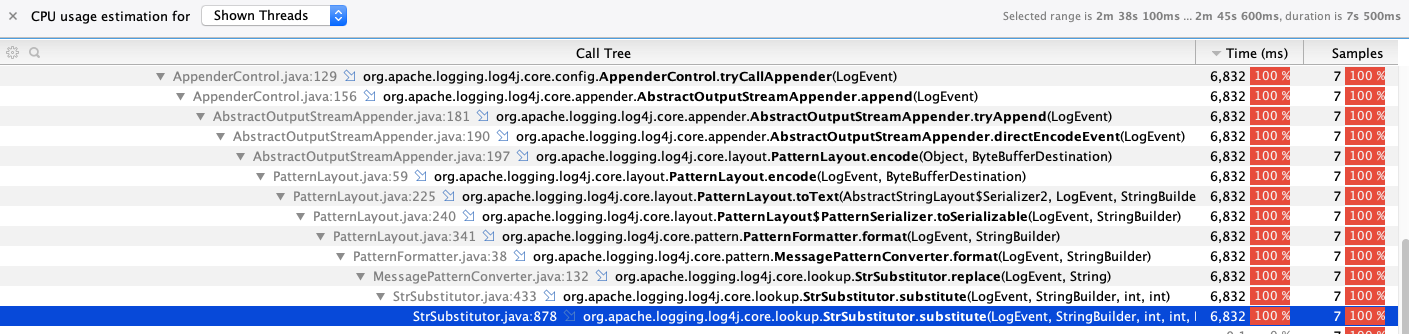 CPU usage estimation for Shown Threads Selected range is 2m 38s 100ms ... 2m 45s 600ms, duration is 7s 500ms
Call Tree Time (ms) Samples
AppenderControl.java:129 org.apache.logging.log4j.core.config.AppenderControl.tryCallAppender(LogEvent) 6,832 100 % 7 100 %
AppenderControl.java:156 org.apache.logging.log4j.core.appender.AbstractOutputStreamAppender.append(LogEvent) 6,832 100 % 7 100 %
AbstractOutputStreamAppender.java:181 org.apache.logging.log4j.core.appender.AbstractOutputStreamAppender.tryAppend(LogEvent) 6,832 100 % 7 100 %
AbstractOutputStreamAppender.java:190 org.apache.logging.log4j.core.appender.AbstractOutputStreamAppender.directEncodeEvent(LogEvent) 6,832 100 % 7 100 %
AbstractOutputStreamAppender.java:197 org.apache.logging.log4j.core.layout.PatternLayout.encode(Object, ByteBufferDestination) 6,832 100 % 7 100 %
PatternLayout.java:59 org.apache.logging.log4j.core.layout.PatternLayout.encode(LogEvent, ByteBufferDestination) 6,832 100 % 7 100 %
PatternLayout.java:225 org.apache.logging.log4j.core.layout.PatternLayout.toText(AbstractStringLayout$Serializer2, LogEvent, StringBuilde 6,832 100 % 7 100 %
PatternLayout.java:240 org.apache.logging.log4j.core.layout.PatternLayout$PatternSerializer.toSerializable(LogEvent, StringBuilder) 6,832 100 % 7 100 %
PatternLayout.java:341 org.apache.logging.log4j.core.pattern.PatternFormatter.format(LogEvent, StringBuilder) 6,832 100 % 7 100 %
PatternFormatter.java:38 org.apache.logging.log4j.core.pattern.MessagePatternConverter.format(LogEvent, StringBuilder) 6,832 100 % 7 100 %
MessagePatternConverter.java:132 org.apache.logging.log4j.core.lookup.StrSubstitutor.replace(LogEvent, String) 6,832 100 % 7 100 %
StrSubstitutor.java:433 org.apache.logging.log4j.core.lookup.StrSubstitutor.substitute(LogEvent, StringBuilder, int, int) 6,832 100 % 7 100 %
StrSubstitutor.java:878 org.apache.logging.log4j.core.lookup.StrSubstitutor.substitute(LogEvent, StringBuilder, int, int, 6,832 100 % 7 100 %